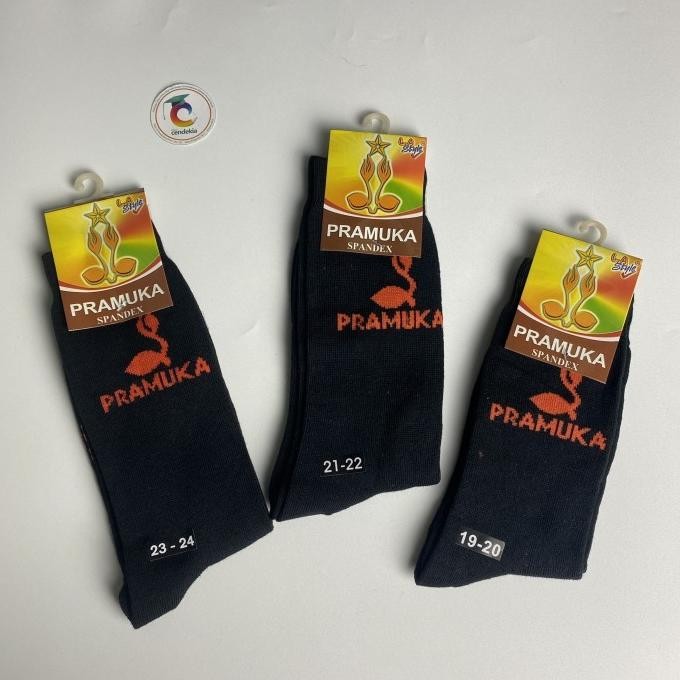 cendekia
Style
PRAMUKA
SPANDEX
PRAMUKA
23 - 24
Style
PRAMUKA
SPANDEX
PRAMUKA
21-22
Style
PRAMUKA
SPANDEX
PRAMUKA
19-20